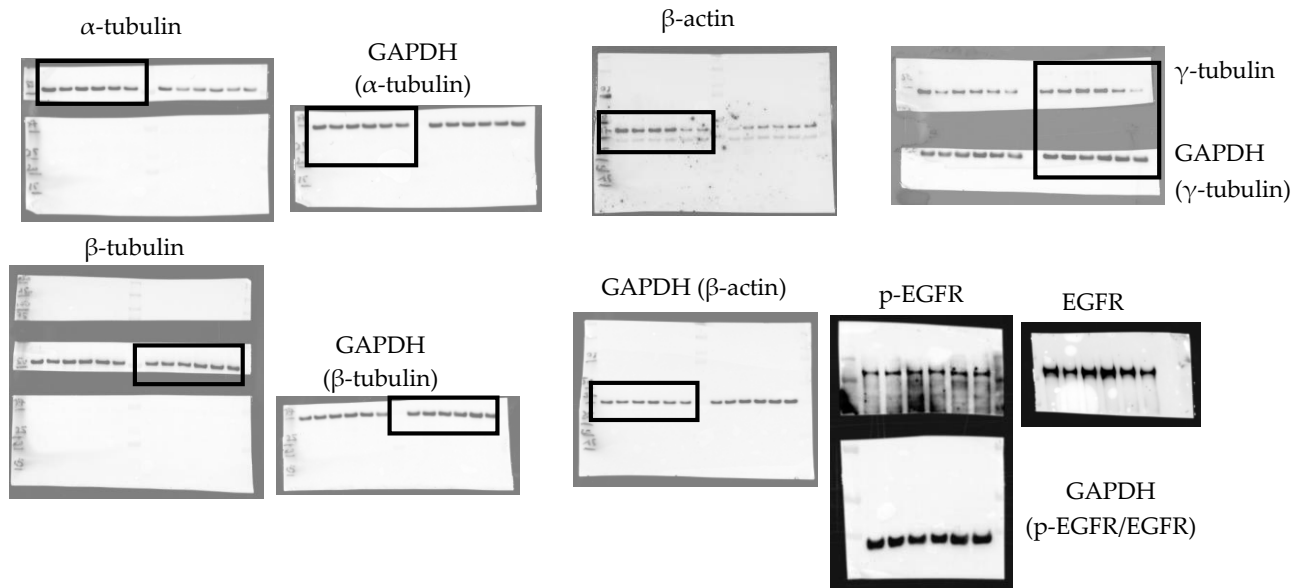 α-tubulin
GAPDH
(α-tubulin)
β-actin
γ-tubulin
GAPDH
(γ-tubulin)
β-tubulin
GAPDH
(β-tubulin)
GAPDH (β-actin)
p-EGFR
EGFR
GAPDH
(p-EGFR/EGFR)